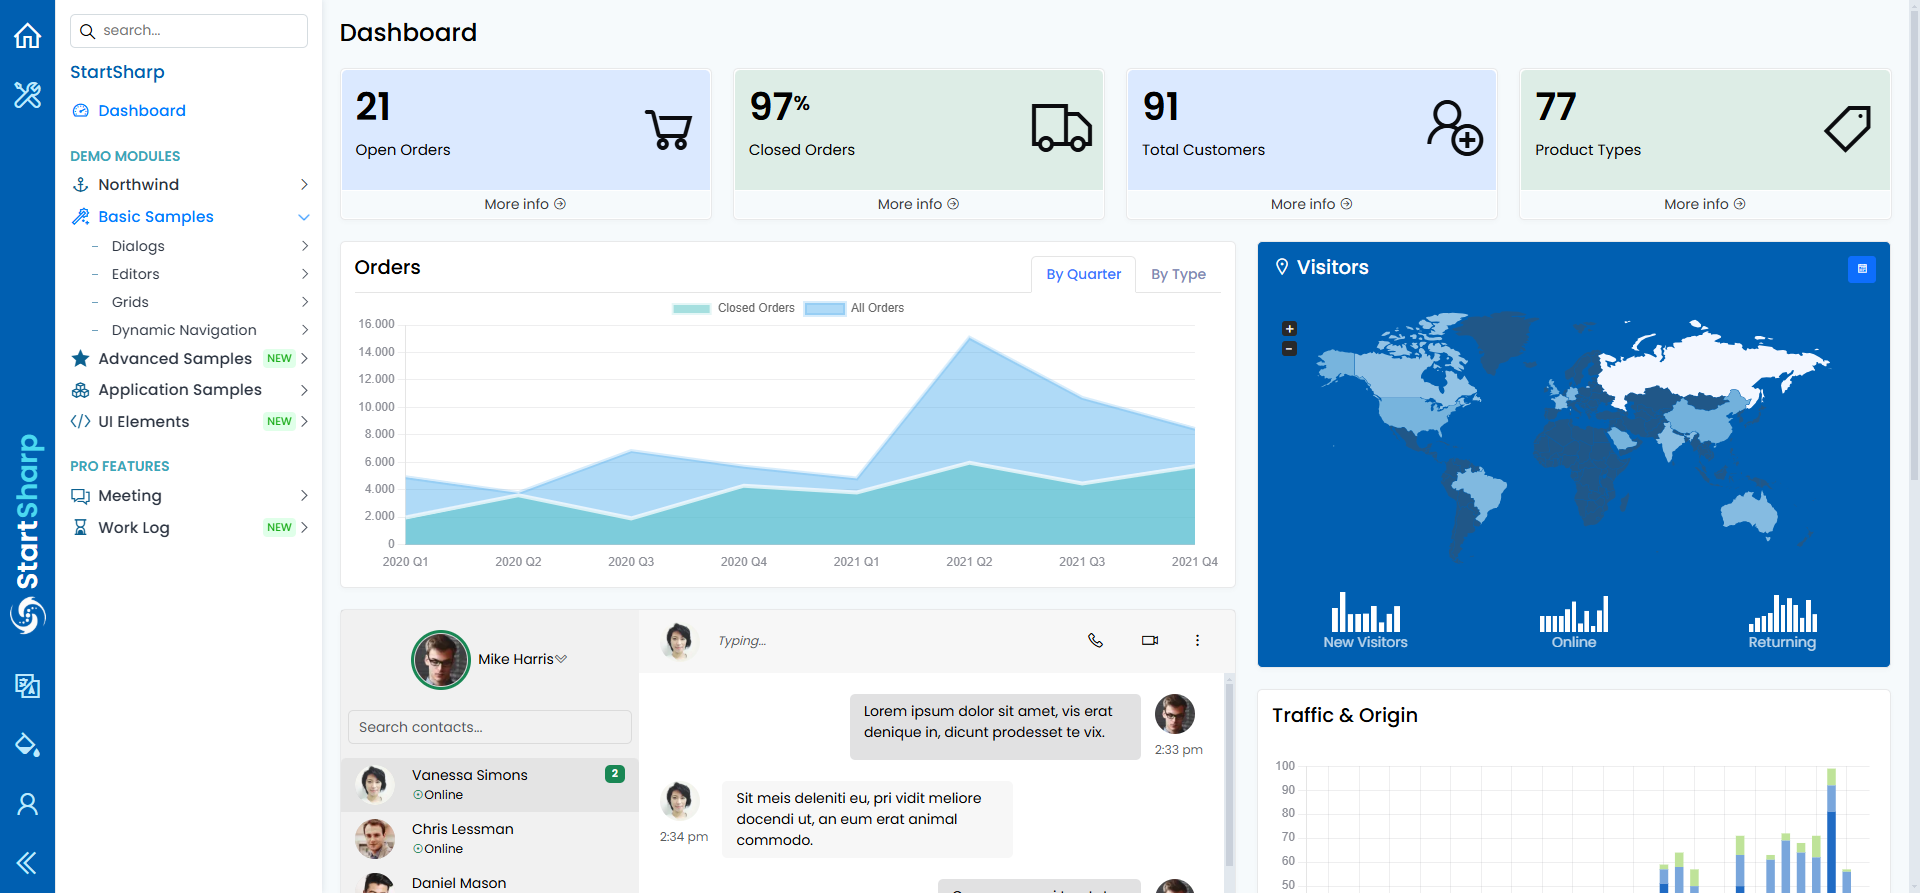 search...
StartSharp
Dashboard
DEMO MODULES
Northwind
Basic Samples
Dialogs
Editors
Grids
Dynamic Navigation
Advanced Samples NEW
Application Samples
UI Elements NEW
PRO FEATURES
Meeting
Work Log NEW
StartSharp
Dashboard
21
Open Orders
More info
97%
Closed Orders
More info
91
Total Customers
More info
77
Product Types
More info
Orders
By Quarter
By Type
Closed Orders
All Orders
16.000
14.000
12.000
10.000
8.000
6.000
4.000
2.000
0
2020 Q1
2020 Q2
2020 Q3
2020 Q4
2021 Q1
2021 Q2
2021 Q3
2021 Q4
Visitors
+
-
New Visitors
Online
Returning
Mike Harris
Search contacts...
Vanessa Simons
2
Online
Chris Lessman
Online
Daniel Mason
Typing...
Lorem ipsum dolor sit amet, vis erat
denique in, dicunt prodesset te vix.
2:33 pm
Sit meis deleniti eu, pri vidit meliore
docendi ut, an eum erat animal
commodo.
2:34 pm
Traffic & Origin
100
90
80
70
60
50